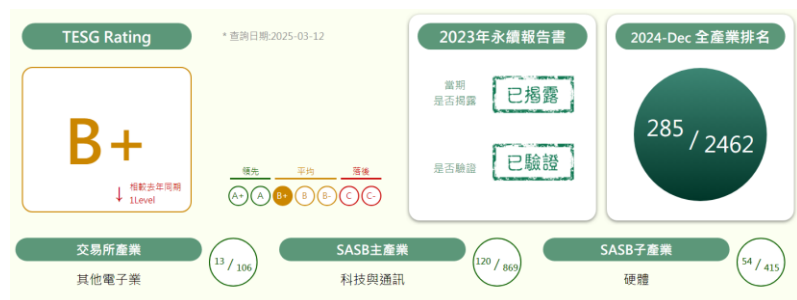 TESG Rating
* 查詢日期:2025-03-12
B+
↓ 相較去年同期
1Level
領先 平均 落後
A+ A B+ B B- C C-
2023年永續報告書
當期
是否揭露
已揭露
是否驗證
已驗證
2024-Dec 全產業排名
285 / 2462
交易所產業
其他電子業
13 / 106
SASB主產業
科技與通訊
120 / 869
SASB子產業
硬體
54 / 415